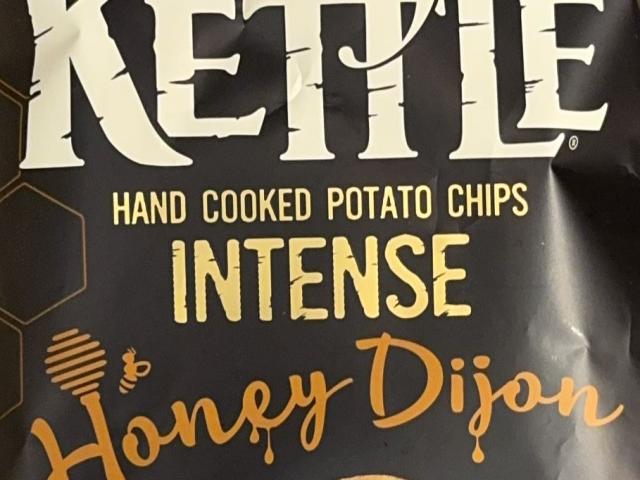 KETTLE®
HAND COOKED POTATO CHIPS
INTENSE
Honey Dijon